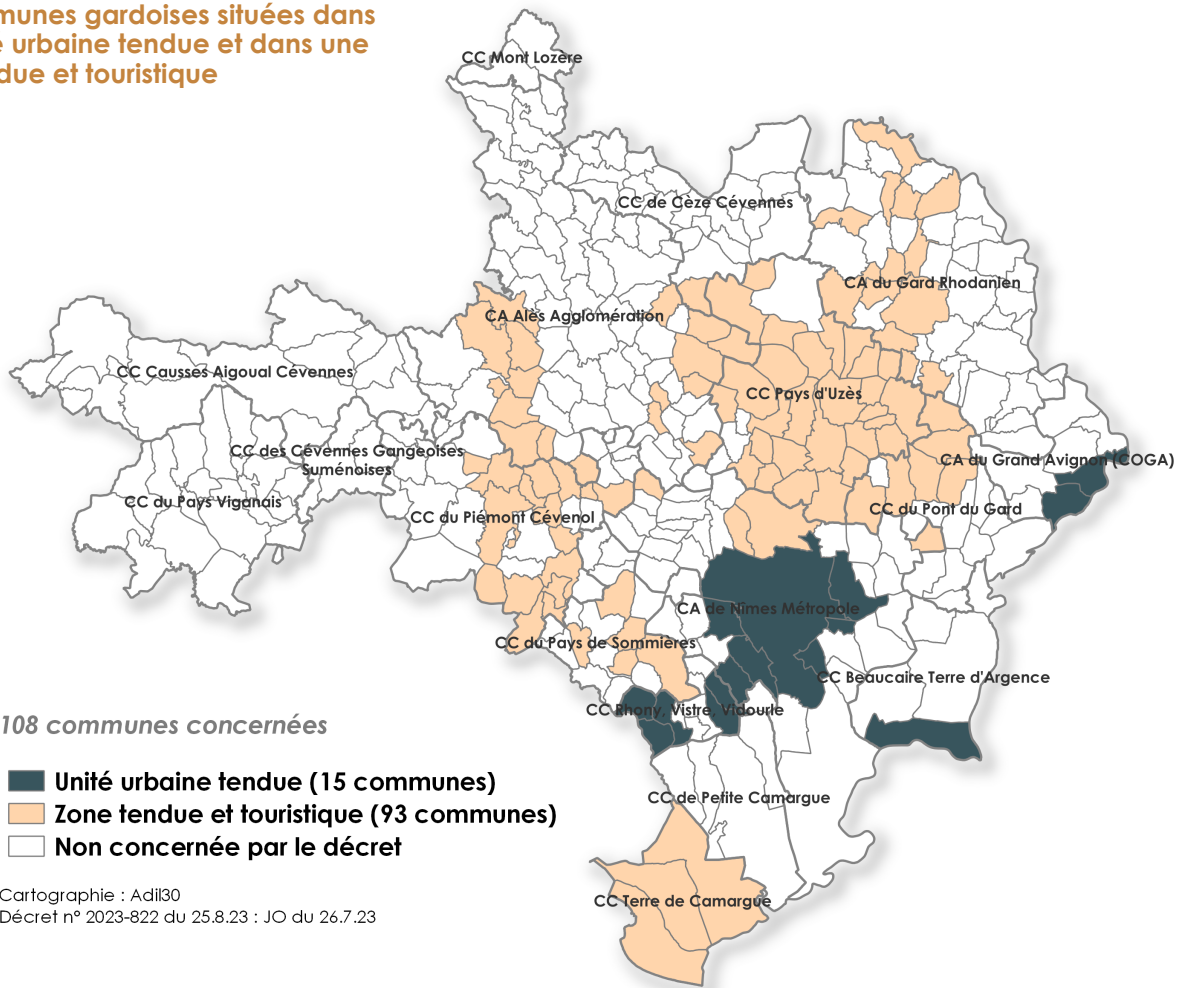 munes gardoises situées dans
e urbaine tendue et dans une
due et touristique
CC Mont Lozère
CC de Cèze Cévennes
CA du Gard Rhodanien
CA Alès Agglomération
CC Causses Aigoual Cévennes
CC Pays d'Uzès
CC des Cévennes Gangeoises
Suménoises
CA du Grand Avignon (COGA)
CC du Pays Viganais
CC du Pont du Gard
CC du Piémont Cévenol
CA de Nîmes Métropole
CC du Pays de Sommières
CC Beaucaire Terre d'Argence
CC Rhony, Vistre, Vidourle
108 communes concernées
Unité urbaine tendue (15 communes)
CC de Petite Camargue
Zone tendue et touristique (93 communes)
Non concernée par le décret
Cartographie : Adil30
CC Terre de Camargue
Décret n° 2023-822 du 25.8.23 : JO du 26.7.23